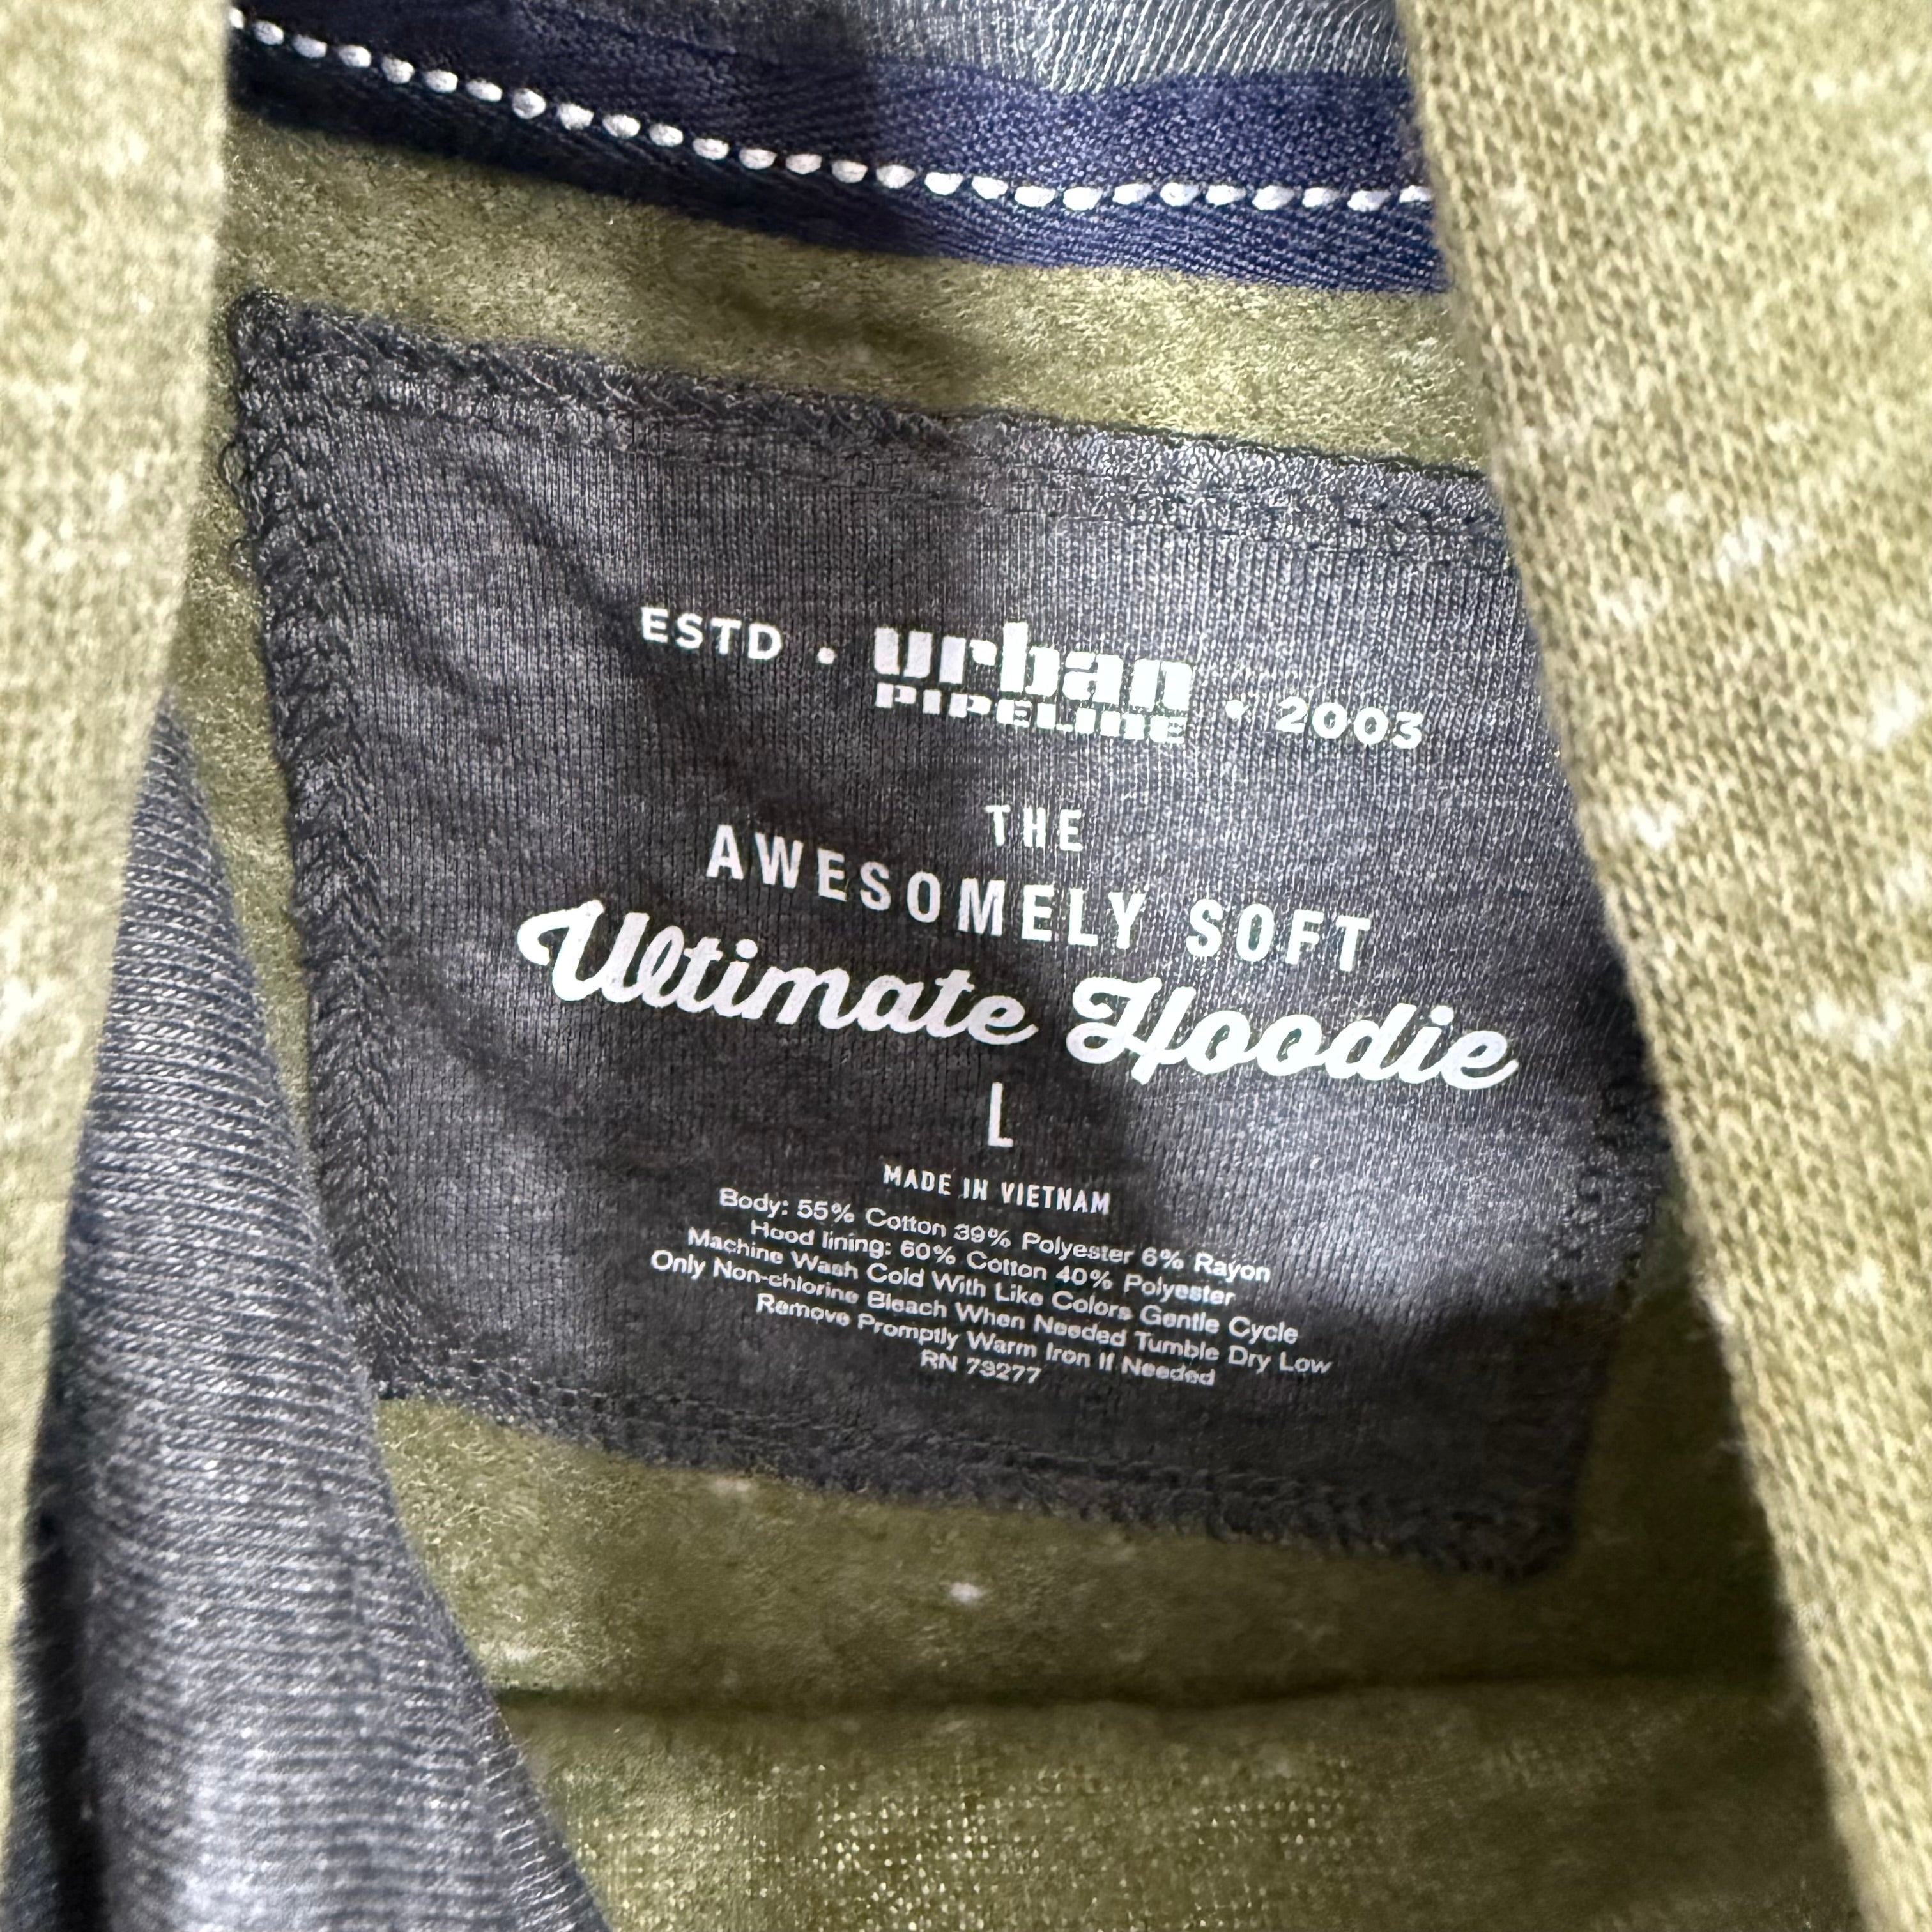 ESTD • urban PIPELINE • 2003
THE
AWESOMELY SOFT
Ultimate Hoodie
L
MADE IN VIETNAM
Body: 55% Cotton 39% Polyester 6% Rayon
Hood lining: 60% Cotton 40% Polyester
Machine Wash Cold With Like Colors Gentle Cycle
Only Non-chlorine Bleach When Needed Tumble Dry Low
Remove Promptly Warm Iron If Needed
RN 73277